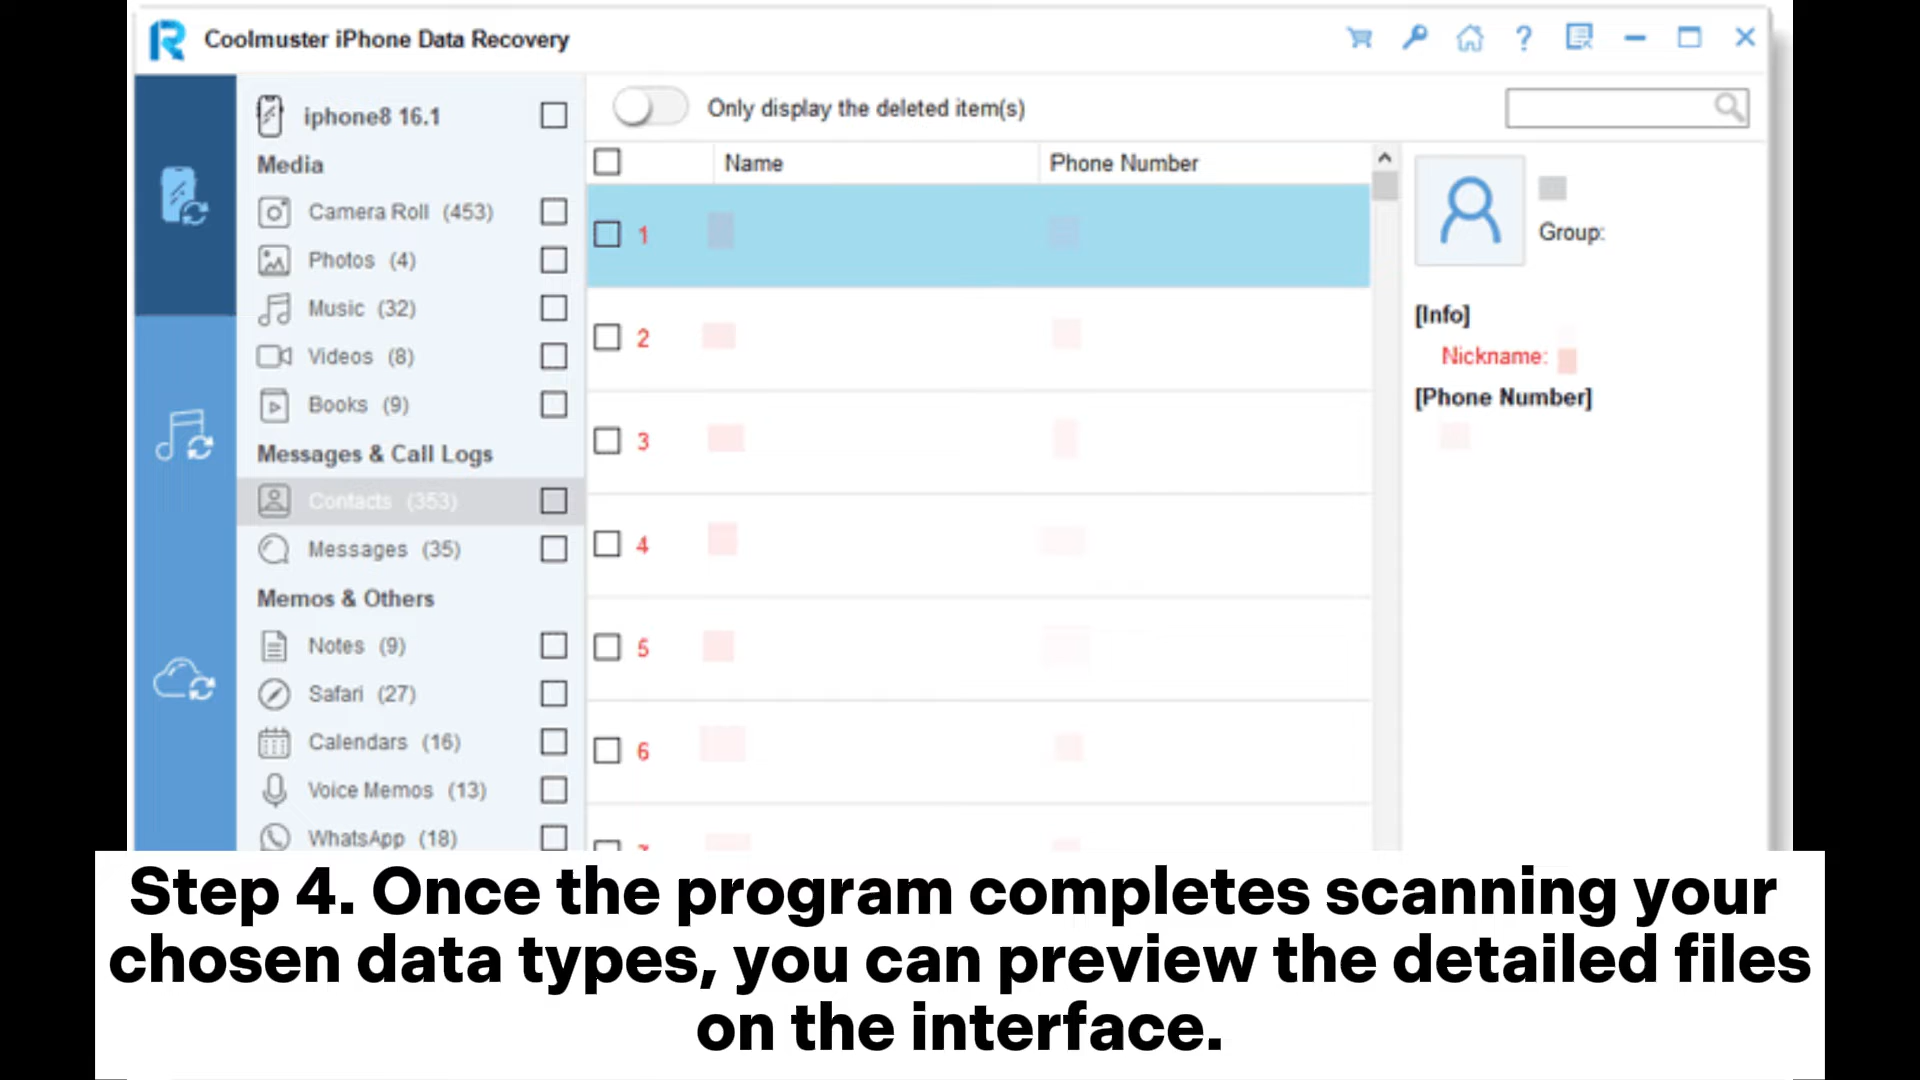 Coolmuster iPhone Data Recovery
iphone8 16.1
Only display the deleted item(s)
Media
Name
Phone Number
Camera Roll (453)
Photos (4)
Music (32)
Videos (8)
Books (9)
Messages & Call Logs
Contacts (353)
Messages (35)
Memos & Others
Notes (9)
Safari (27)
Calendars (16)
Voice Memos (13)
WhatsApp (18)
1
2
3
4
5
6
Group:
[Info]
Nickname:
[Phone Number]
Step 4. Once the program completes scanning your
chosen data types, you can preview the detailed files
on the interface.